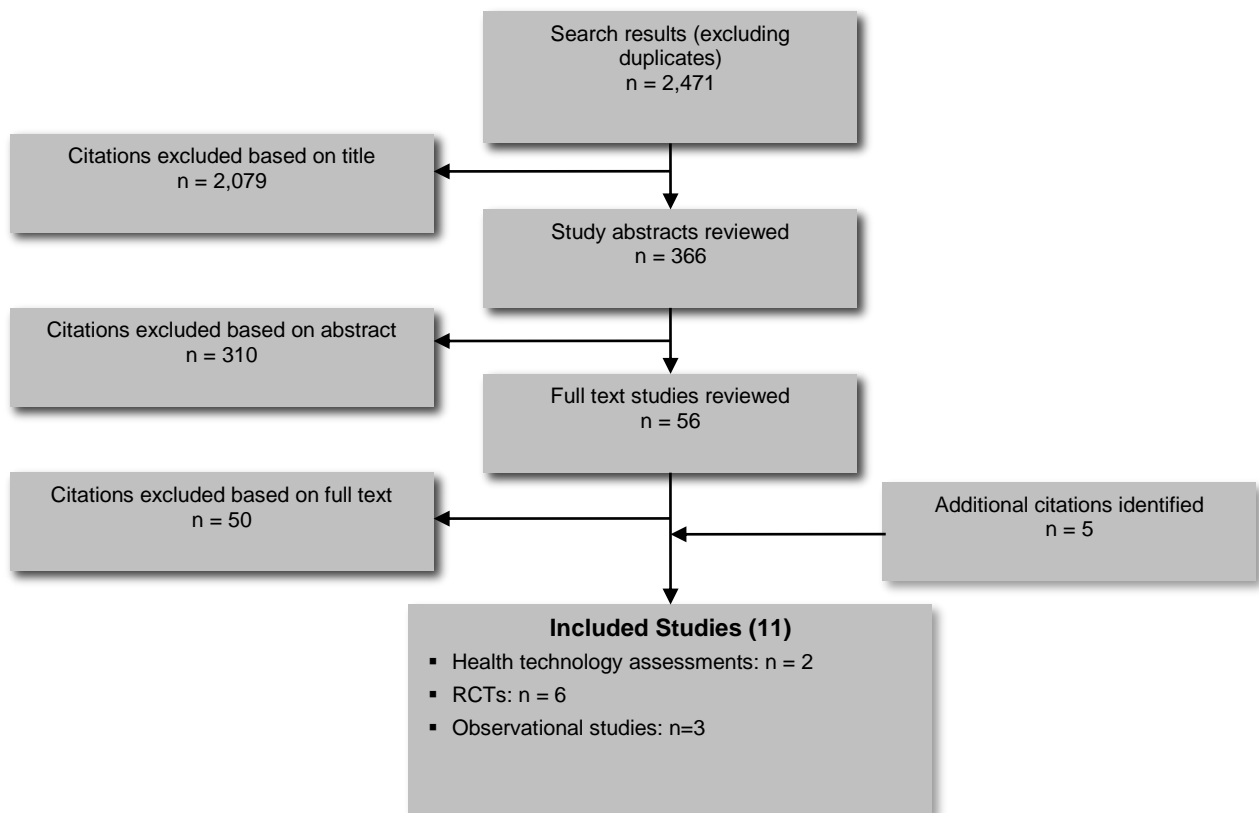 Search results (excluding
duplicates)
n = 2,471
Citations excluded based on title
n = 2,079
Study abstracts reviewed
n = 366
Citations excluded based on abstract
n = 310
Full text studies reviewed
n = 56
Citations excluded based on full text
n = 50
Additional citations identified
n = 5
Included Studies (11)
▪ Health technology assessments: n = 2
▪ RCTs: n = 6
▪ Observational studies: n=3